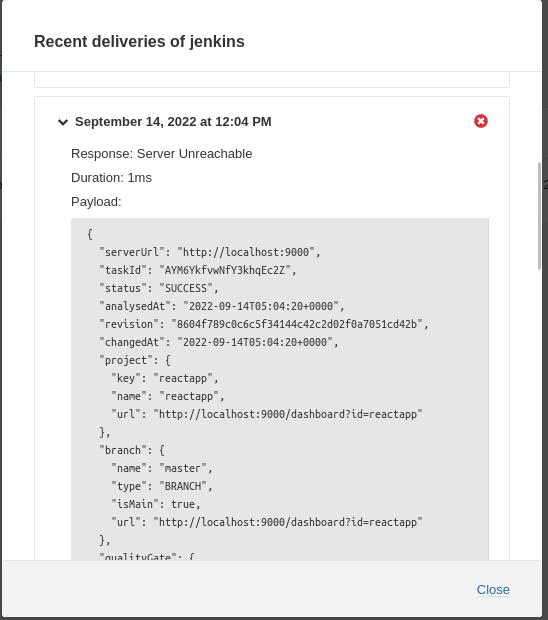 Recent deliveries of jenkins
September 14, 2022 at 12:04 PM
Response: Server Unreachable
Duration: 1ms
Payload:
{
"serverUrl": "http://localhost:9000",
"taskId": "AYM6YkfvwNfY3khqEc2Z",
"status": "SUCCESS",
"analysedAt": "2022-09-14T05:04:20+0000",
"revision": "8604f789c0c6c5f34144c42c2d02f0a7051cd42b",
"changedAt": "2022-09-14T05:04:20+0000",
"project": {
"key": "reactapp",
"name": "reactapp",
"url": "http://localhost:9000/dashboard?id=reactapp"
},
"branch": {
"name": "master",
"type": "BRANCH",
"isMain": true,
"url": "http://localhost:9000/dashboard?id=reactapp"
},
"qualityGate": {
Close